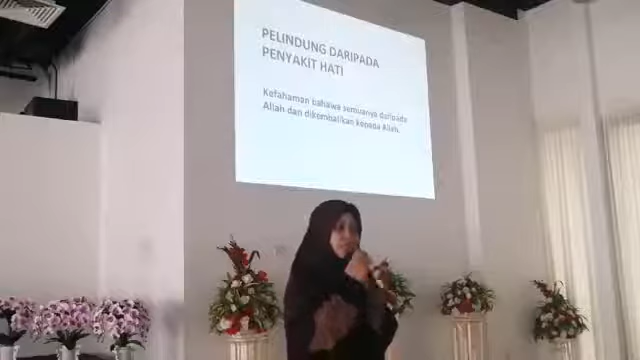 PELINDUNG DARIPADA
PENYAKIT HATI
Kefahaman bahawa semuanya daripada
Allah dan dikembalikan kepada Allah.